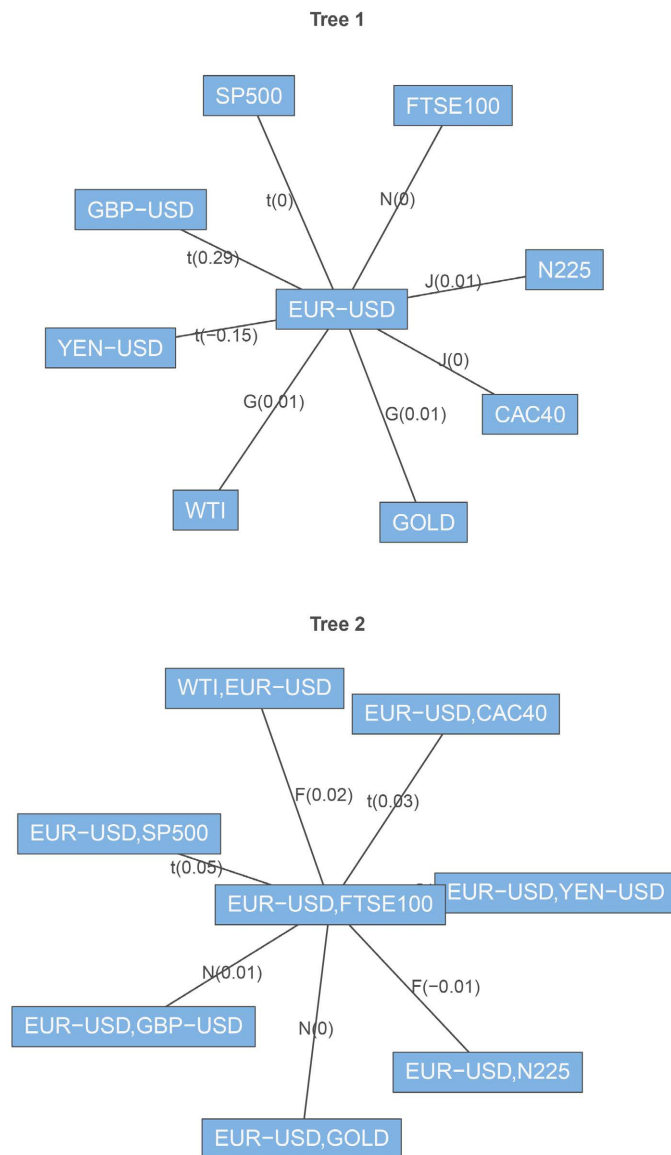 Tree 1
SP500
FTSE100
t(0)
N(0)
GBP−USD
t(0.29)
N225
J(0.01)
EUR−USD
YEN−USD
t(−0.15)
J(0)
G(0.01)
G(0.01)
CAC40
WTI
GOLD
Tree 2
WTI,EUR−USD
EUR−USD,CAC40
F(0.02)
t(0.03)
EUR−USD,SP500
t(0.05)
EUR−USD,YEN−USD
EUR−USD,FTSE100
N(0.01)
F(−0.01)
EUR−USD,GBP−USD
N(0)
EUR−USD,N225
EUR−USD,GOLD